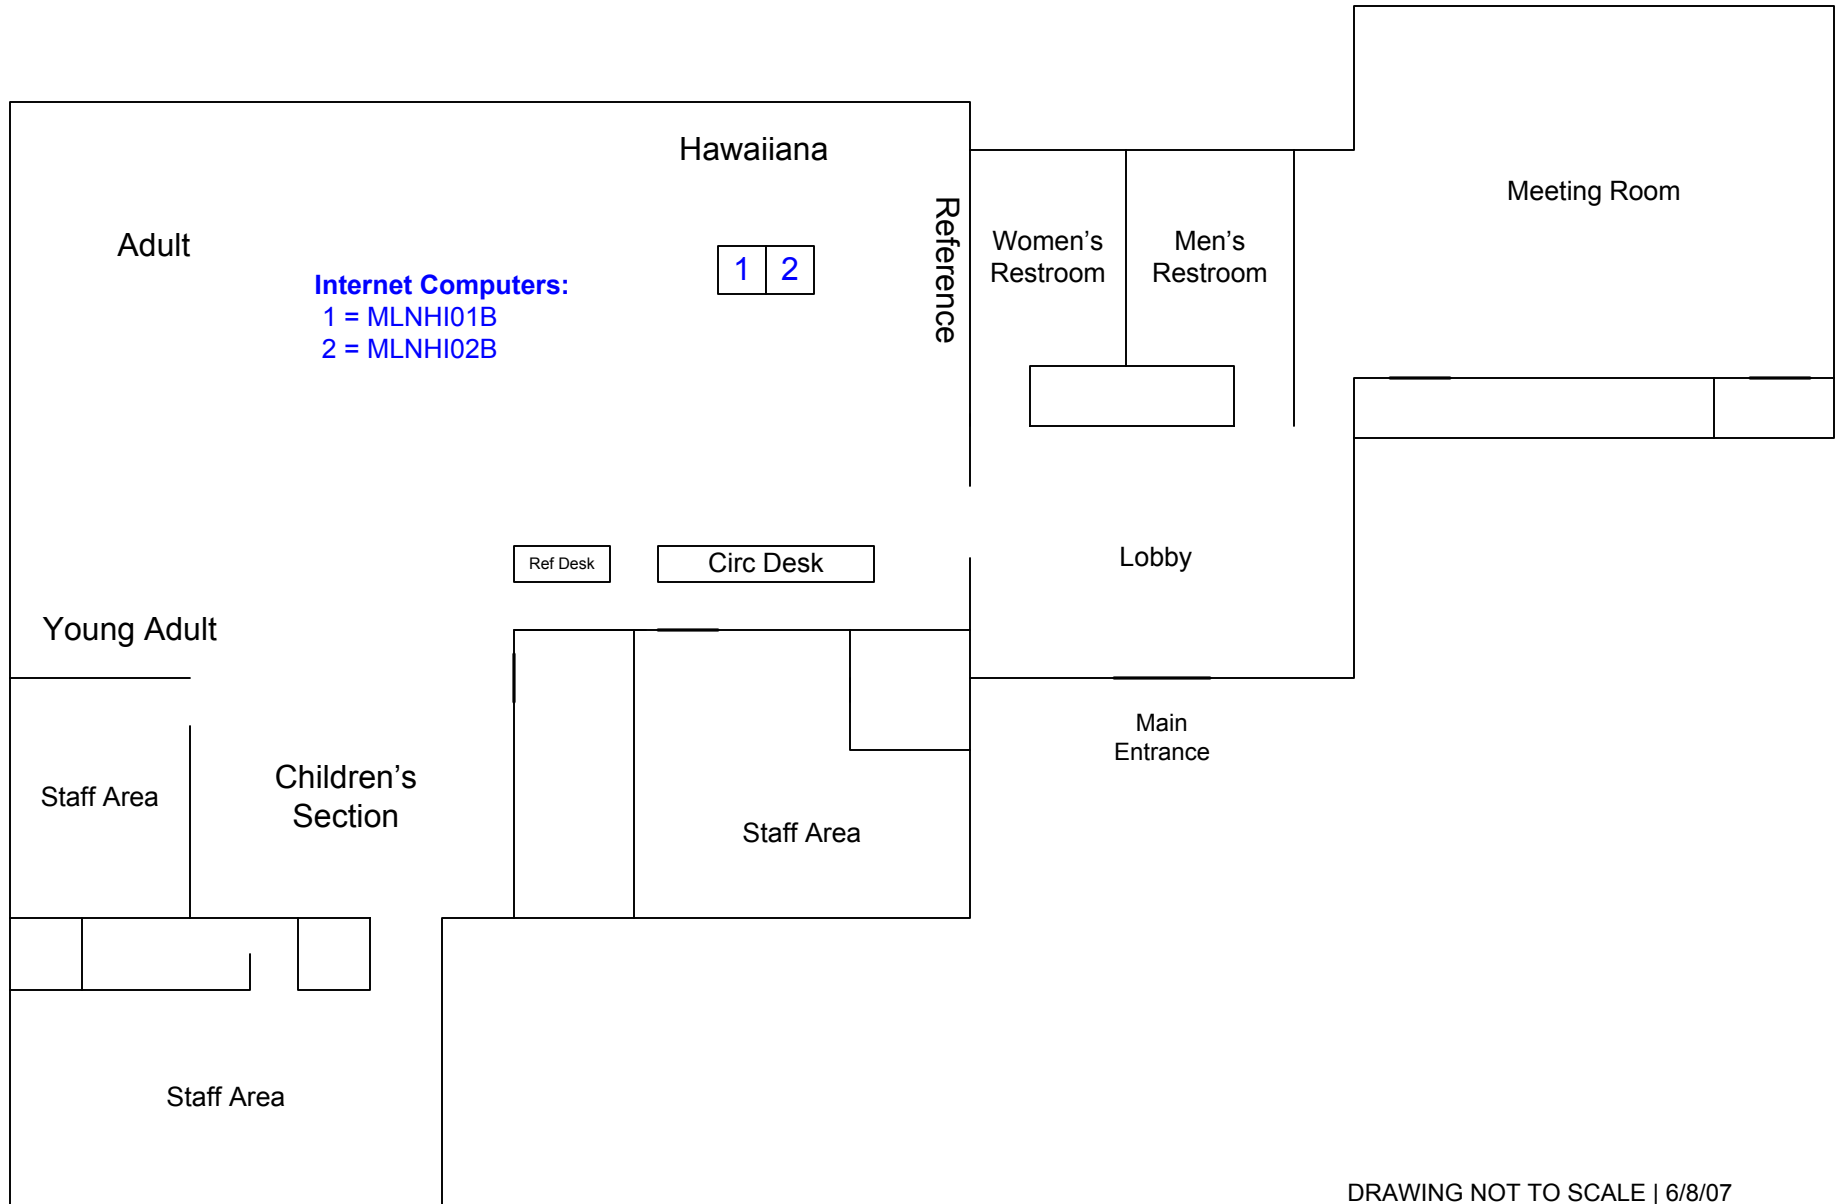 Hawaiiana
Meeting Room
Reference
Adult
Women’s
Restroom
Men’s
Restroom
1 2
Internet Computers:
1 = MLNHI01B
2 = MLNHI02B
Ref Desk
Circ Desk
Lobby
Young Adult
Main
Entrance
Children’s
Section
Staff Area
Staff Area
Staff Area
DRAWING NOT TO SCALE | 6/8/07